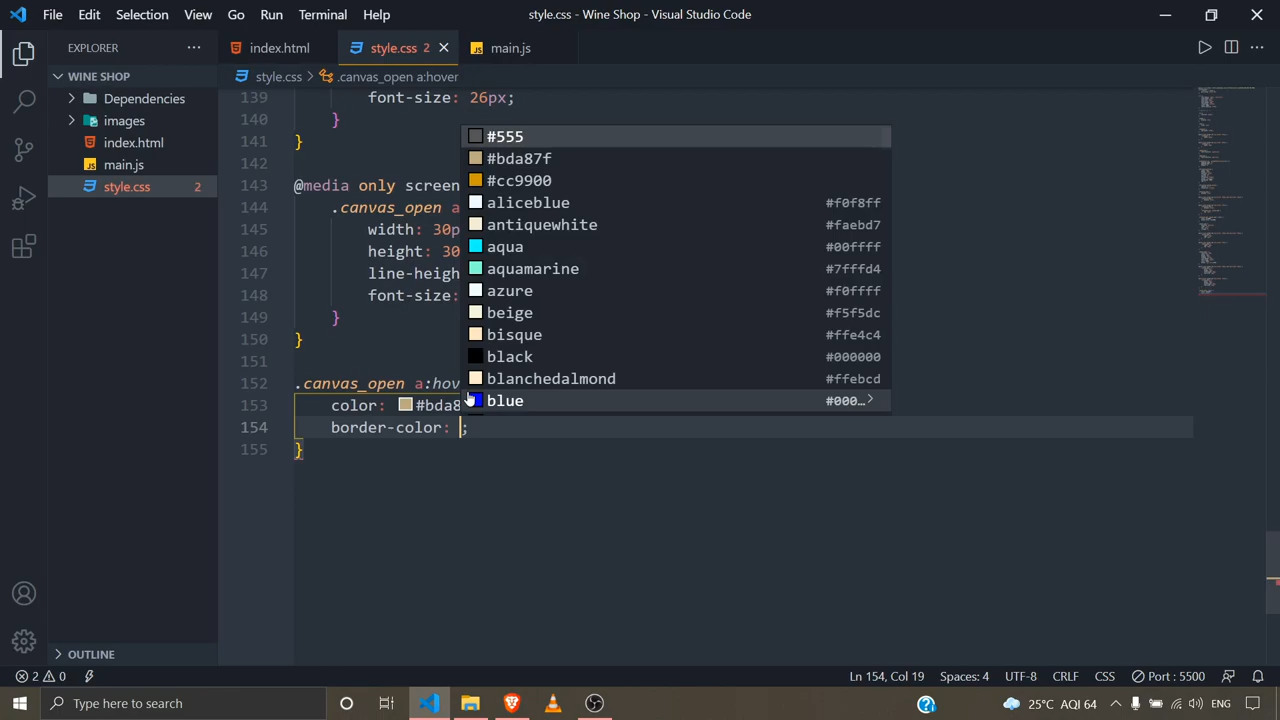 File Edit Selection View Go Run Terminal Help
style.css - Wine Shop - Visual Studio Code
EXPLORER
index.html
style.css 2
main.js
WINE SHOP
Dependencies
images
index.html
main.js
style.css 2
style.css > .canvas_open a:hover
139 font-size: 26px;
140 }
141 }
142
143 @media only screen
144 .canvas_open a
145 width: 30p
146 height: 30
147 line-heigh
148 font-size:
149 }
150 }
151
152 .canvas_open a:hov
153 color: #bda8
154 border-color: ;
155 }
#555
#bda87f
#cc9900
aliceblue #f0f8ff
antiquewhite #faebd7
aqua #00ffff
aquamarine #7fffd4
azure #f0ffff
beige #f5f5dc
bisque #ffe4c4
black #000000
blanchedalmond #ffebcd
blue #000…
OUTLINE
2 0
Ln 154, Col 19 Spaces: 4 UTF-8 CRLF CSS Port : 5500
Type here to search
25°C AQI 64 ENG